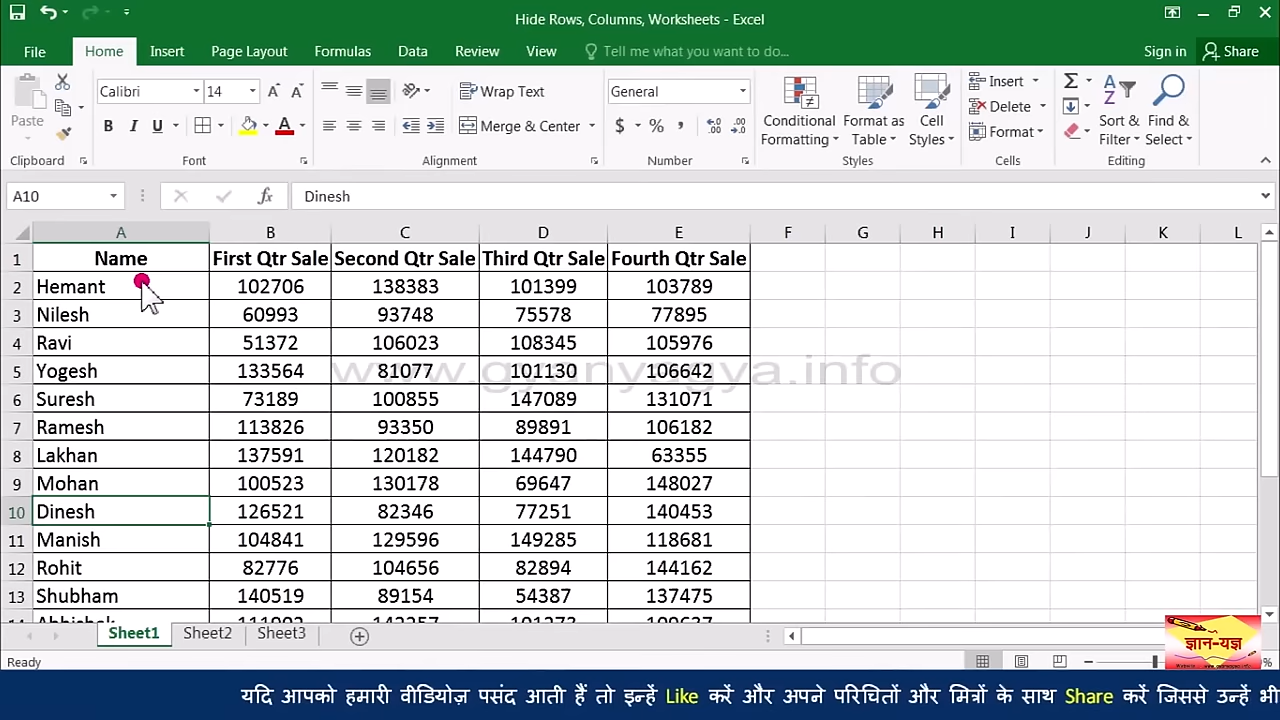 Hide Rows, Columns, Worksheets - Excel
File Home Insert Page Layout Formulas Data Review View Tell me what you want to do... Sign in Share
Calibri 14 Wrap Text General Insert
Paste B I U Merge & Center $ % , Conditional Formatting Format as Table Cell Styles Delete Sort & Filter Find & Select
Format
Clipboard Font Alignment Number Styles Cells Editing
A10 fx Dinesh
A B C D E F G H I J K L
1 Name First Qtr Sale Second Qtr Sale Third Qtr Sale Fourth Qtr Sale
2 Hemant 102706 138383 101399 103789
3 Nilesh 60993 93748 75578 77895
4 Ravi 51372 106023 108345 105976
5 Yogesh 133564 81077 101130 106642
www.gyanyagya.info
6 Suresh 73189 100855 147089 131071
7 Ramesh 113826 93350 89891 106182
8 Lakhan 137591 120182 144790 63355
9 Mohan 100523 130178 69647 148027
10 Dinesh 126521 82346 77251 140453
11 Manish 104841 129596 149285 118681
12 Rohit 82776 104656 82894 144162
13 Shubham 140519 89154 54387 137475
Sheet1 Sheet2 Sheet3
ज्ञान-यज्ञ
Ready %
यदि आपको हमारी वीडियोज़ पसंद आती हैं तो इन्हें Like करें और अपने परिचितों और मित्रों के साथ Share करें जिससे उन्हें भी